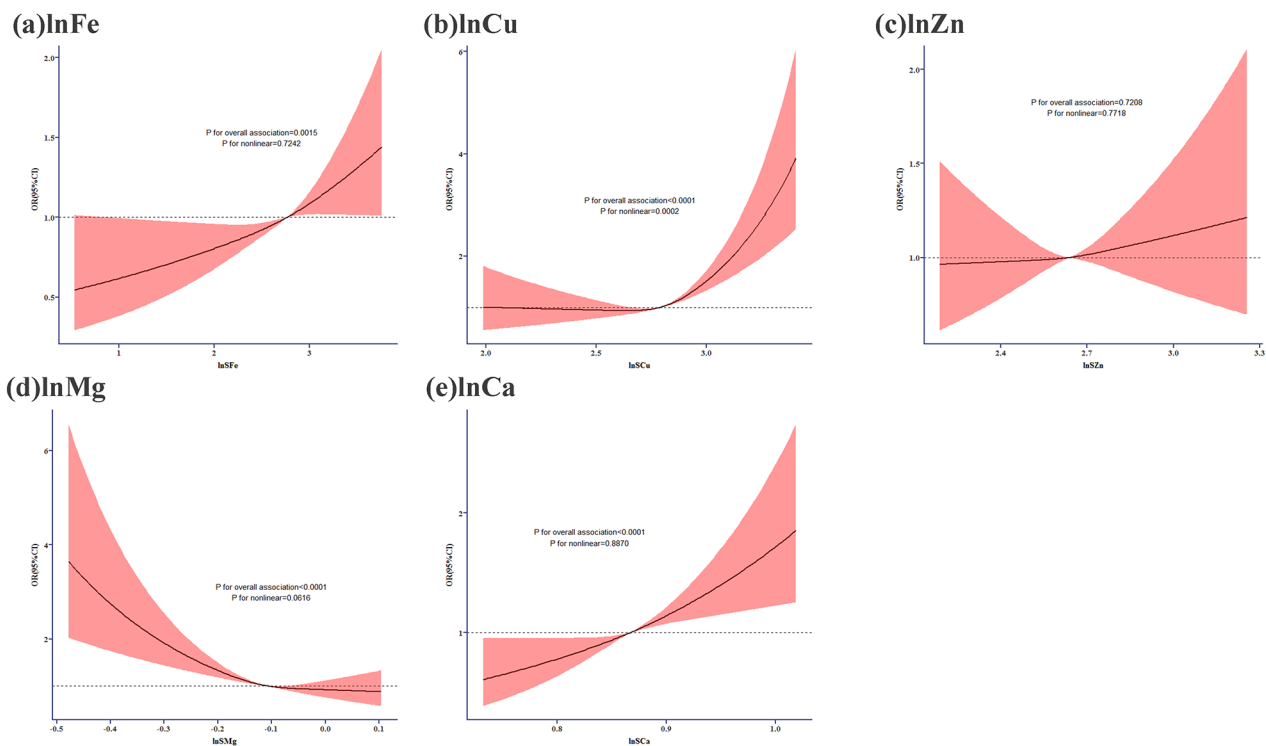 (a)lnFe
2.0
1.5
1.0
0.5
OR(95%CI)
P for overall association=0.0015
P for nonlinear=0.7242
1
2
3
lnSFe
(b)lnCu
6
4
2
OR(95%CI)
P for overall association<0.0001
P for nonlinear=0.0002
2.0
2.5
3.0
lnSCu
(c)lnZn
2.0
1.5
1.0
OR(95%CI)
P for overall association=0.7208
P for nonlinear=0.7718
2.4
2.7
3.0
3.3
lnSZn
(d)lnMg
6
4
2
OR(95%CI)
P for overall association<0.0001
P for nonlinear=0.0616
-0.5
-0.4
-0.3
-0.2
-0.1
0.0
0.1
lnSMg
(e)lnCa
2
1
OR(95%CI)
P for overall association<0.0001
P for nonlinear=0.8870
0.8
0.9
1.0
lnSCa